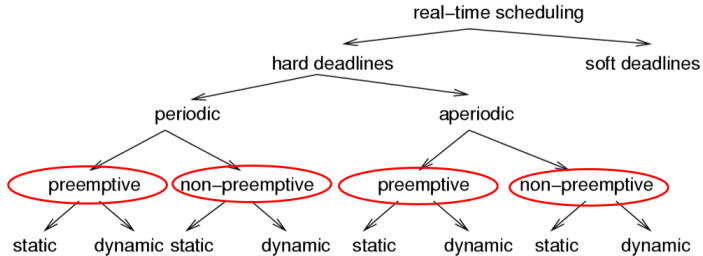 real-time scheduling
hard deadlines soft deadlines
periodic aperiodic
preemptive non-preemptive preemptive non-preemptive
static dynamic static dynamic static dynamic static dynamic